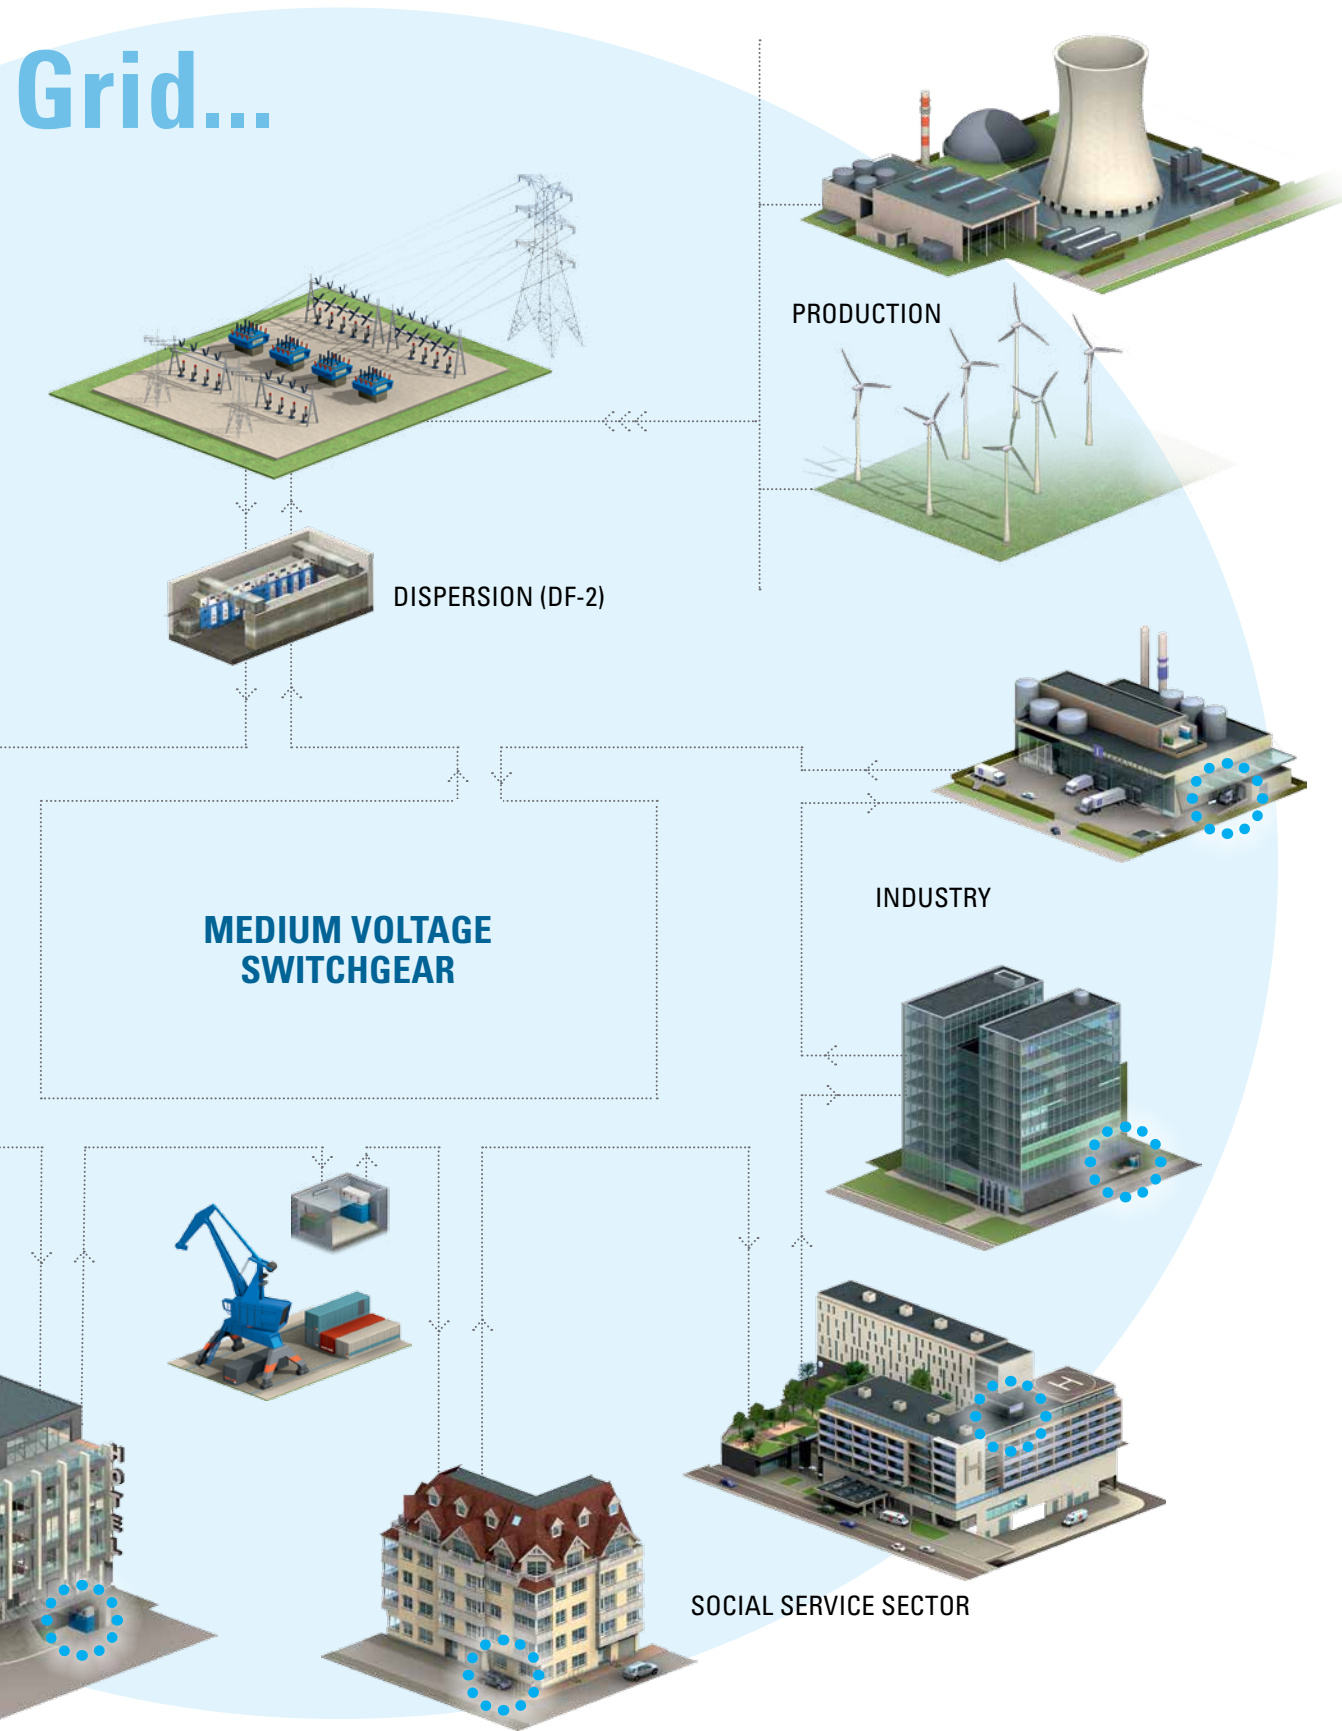 Grid...
PRODUCTION
DISPERSION (DF-2)
INDUSTRY
MEDIUM VOLTAGE
SWITCHGEAR
HOTEL
H
H
SOCIAL SERVICE SECTOR